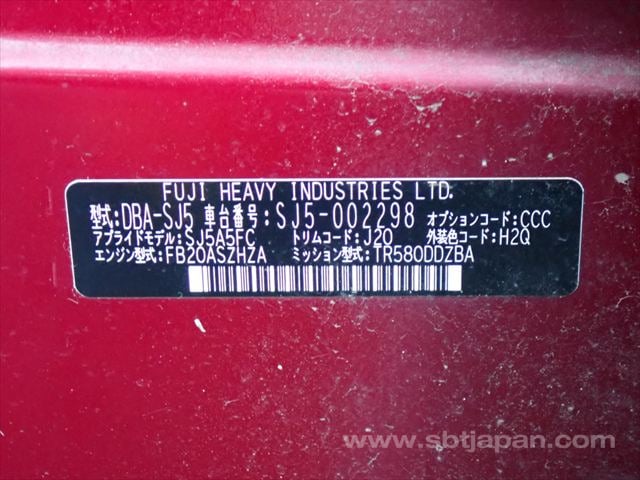 FUJI HEAVY INDUSTRIES LTD.
型式:DBA-SJ5 車台番号:SJ5-002298 オプションコード:CCC
アプライドモデル:SJ5A5FC トリムコード:J20 外装色コード:H2Q
エンジン型式:FB20ASZHZA ミッション型式:TR580DDZBA
www.sbtjapan.com